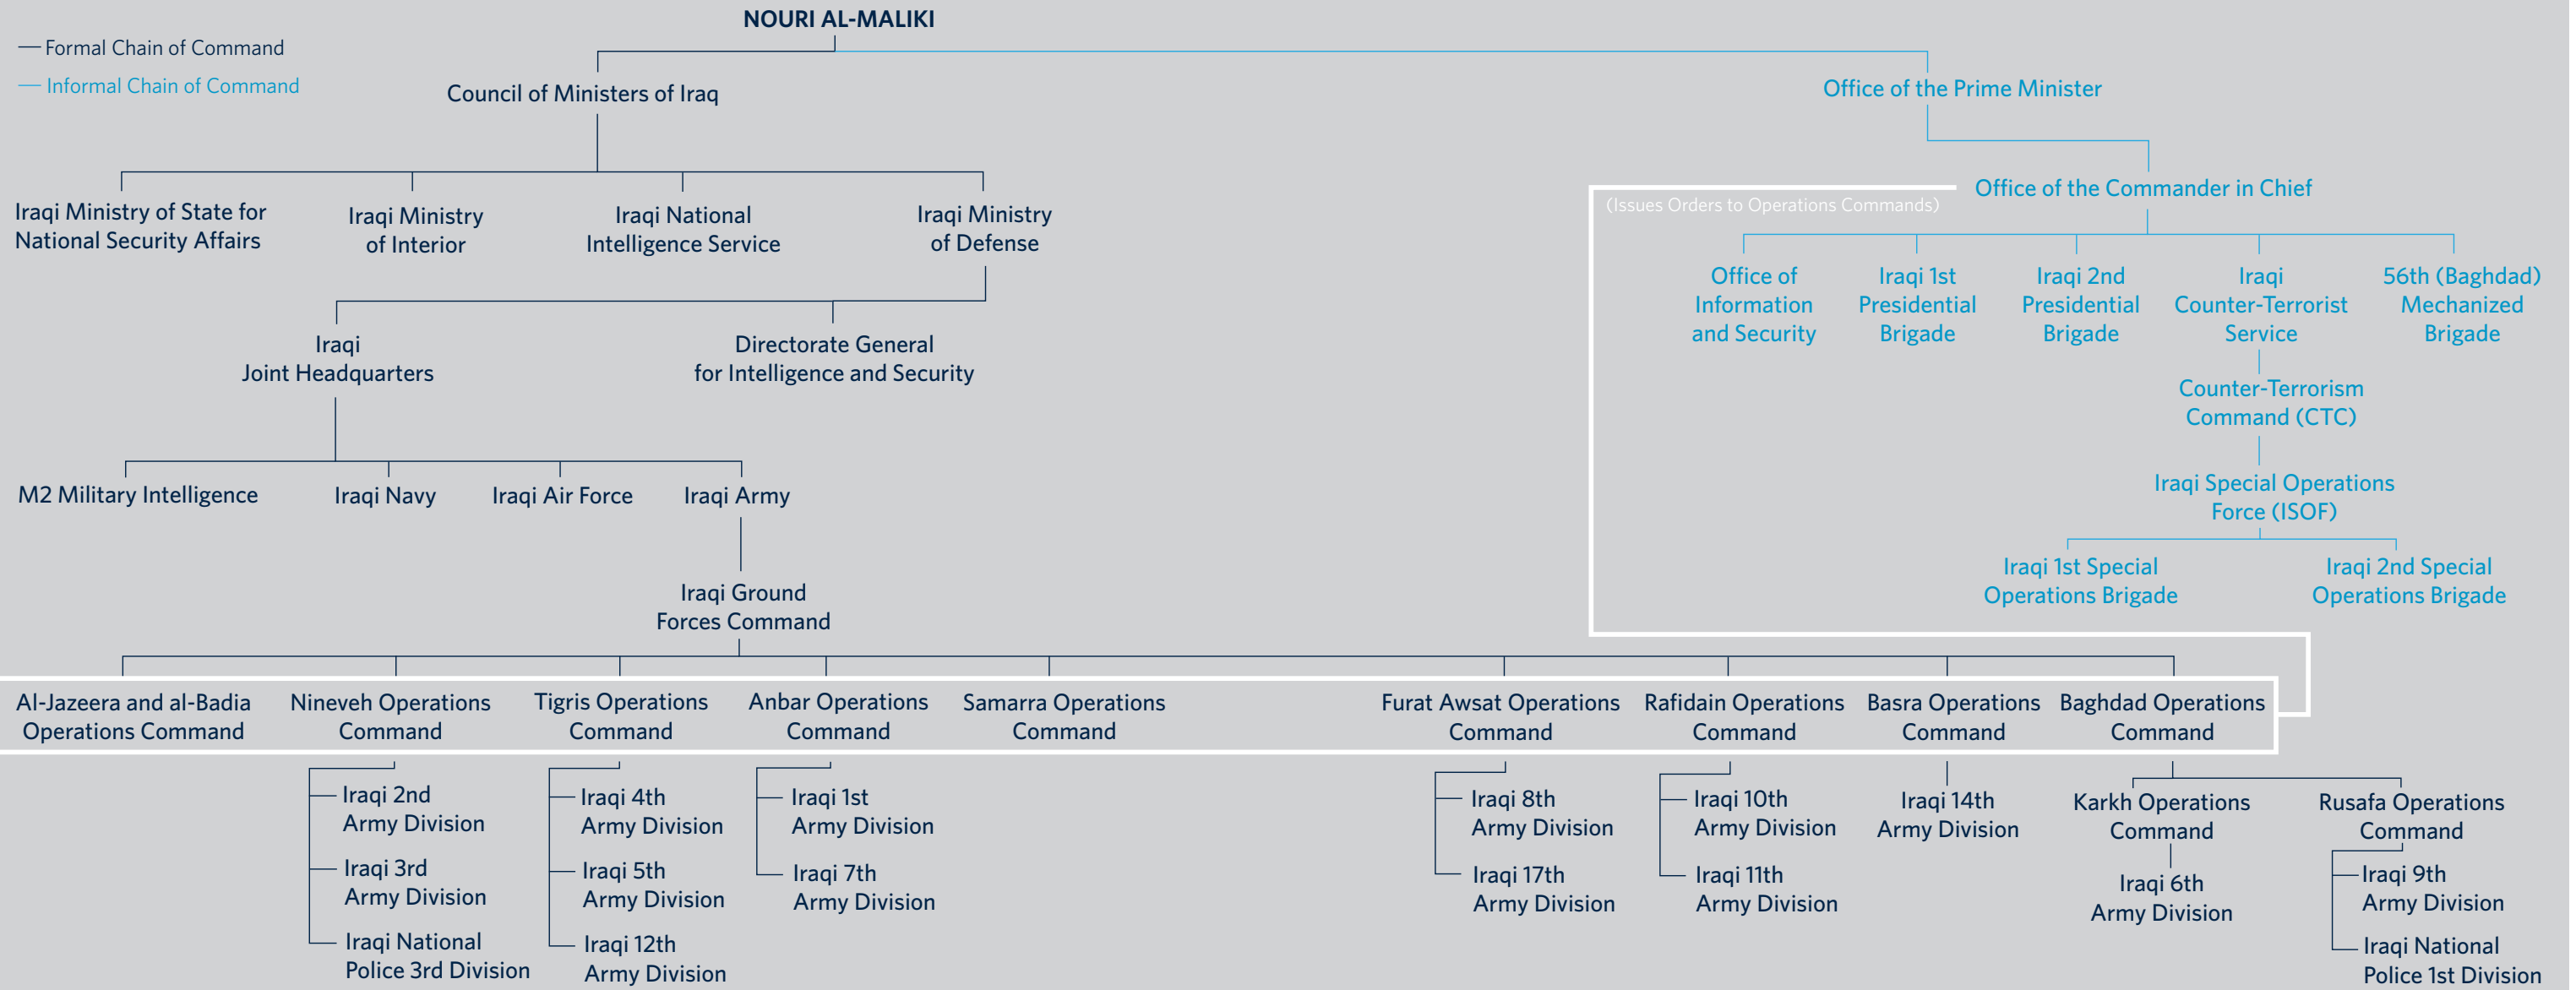 NOURI AL-MALIKI
Formal Chain of Command
Informal Chain of Command
Council of Ministers of Iraq
Office of the Prime Minister
Iraqi Ministry of State for
National Security Affairs
Iraqi Ministry
of Interior
Iraqi National
Intelligence Service
Iraqi Ministry
of Defense
Office of the Commander in Chief
(Issues Orders to Operations Commands)
Office of
Information
and Security
Iraqi 1st
Presidential
Brigade
Iraqi 2nd
Presidential
Brigade
Iraqi
Counter-Terrorist
Service
56th (Baghdad)
Mechanized
Brigade
Iraqi
Joint Headquarters
Directorate General
for Intelligence and Security
Counter-Terrorism
Command (CTC)
M2 Military Intelligence
Iraqi Navy
Iraqi Air Force
Iraqi Army
Iraqi Special Operations
Force (ISOF)
Iraqi 1st Special
Operations Brigade
Iraqi 2nd Special
Operations Brigade
Iraqi Ground
Forces Command
Al-Jazeera and al-Badia
Operations Command
Nineveh Operations
Command
Tigris Operations
Command
Anbar Operations
Command
Samarra Operations
Command
Furat Awsat Operations
Command
Rafidain Operations
Command
Basra Operations
Command
Baghdad Operations
Command
Iraqi 2nd
Army Division
Iraqi 3rd
Army Division
Iraqi National
Police 3rd Division
Iraqi 4th
Army Division
Iraqi 5th
Army Division
Iraqi 12th
Army Division
Iraqi 1st
Army Division
Iraqi 7th
Army Division
Iraqi 8th
Army Division
Iraqi 17th
Army Division
Iraqi 10th
Army Division
Iraqi 11th
Army Division
Iraqi 14th
Army Division
Karkh Operations
Command
Iraqi 6th
Army Division
Rusafa Operations
Command
Iraqi 9th
Army Division
Iraqi National
Police 1st Division